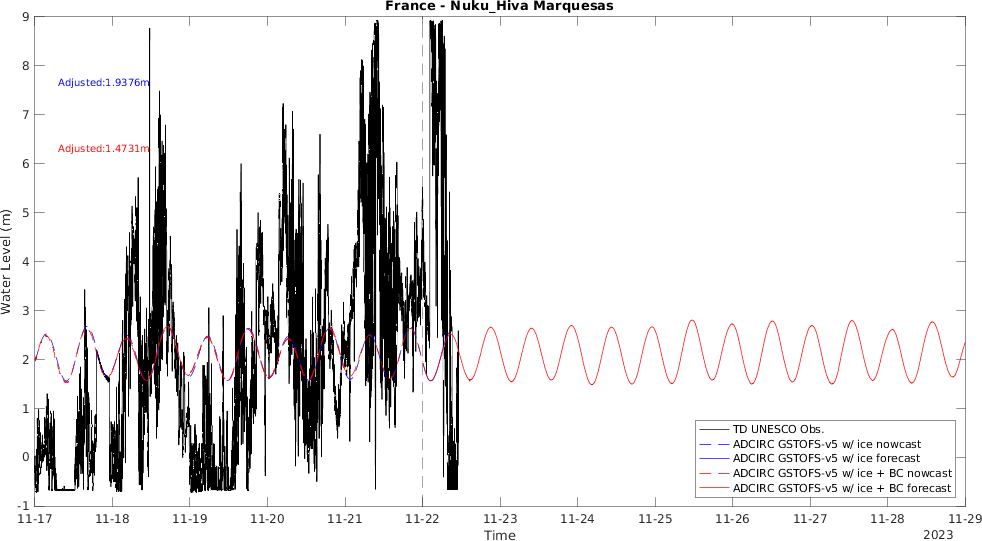 France - Nuku_Hiva Marquesas
9
8
7
6
5
4
3
2
1
0
-1
Water Level (m)
Adjusted:1.9376m
Adjusted:1.4731m
TD UNESCO Obs.
ADCIRC GSTOFS-v5 w/ ice nowcast
ADCIRC GSTOFS-v5 w/ ice forecast
ADCIRC GSTOFS-v5 w/ ice + BC nowcast
ADCIRC GSTOFS-v5 w/ ice + BC forecast
11-17 11-18 11-19 11-20 11-21 11-22 11-23 11-24 11-25 11-26 11-27 11-28 11-29
Time
2023